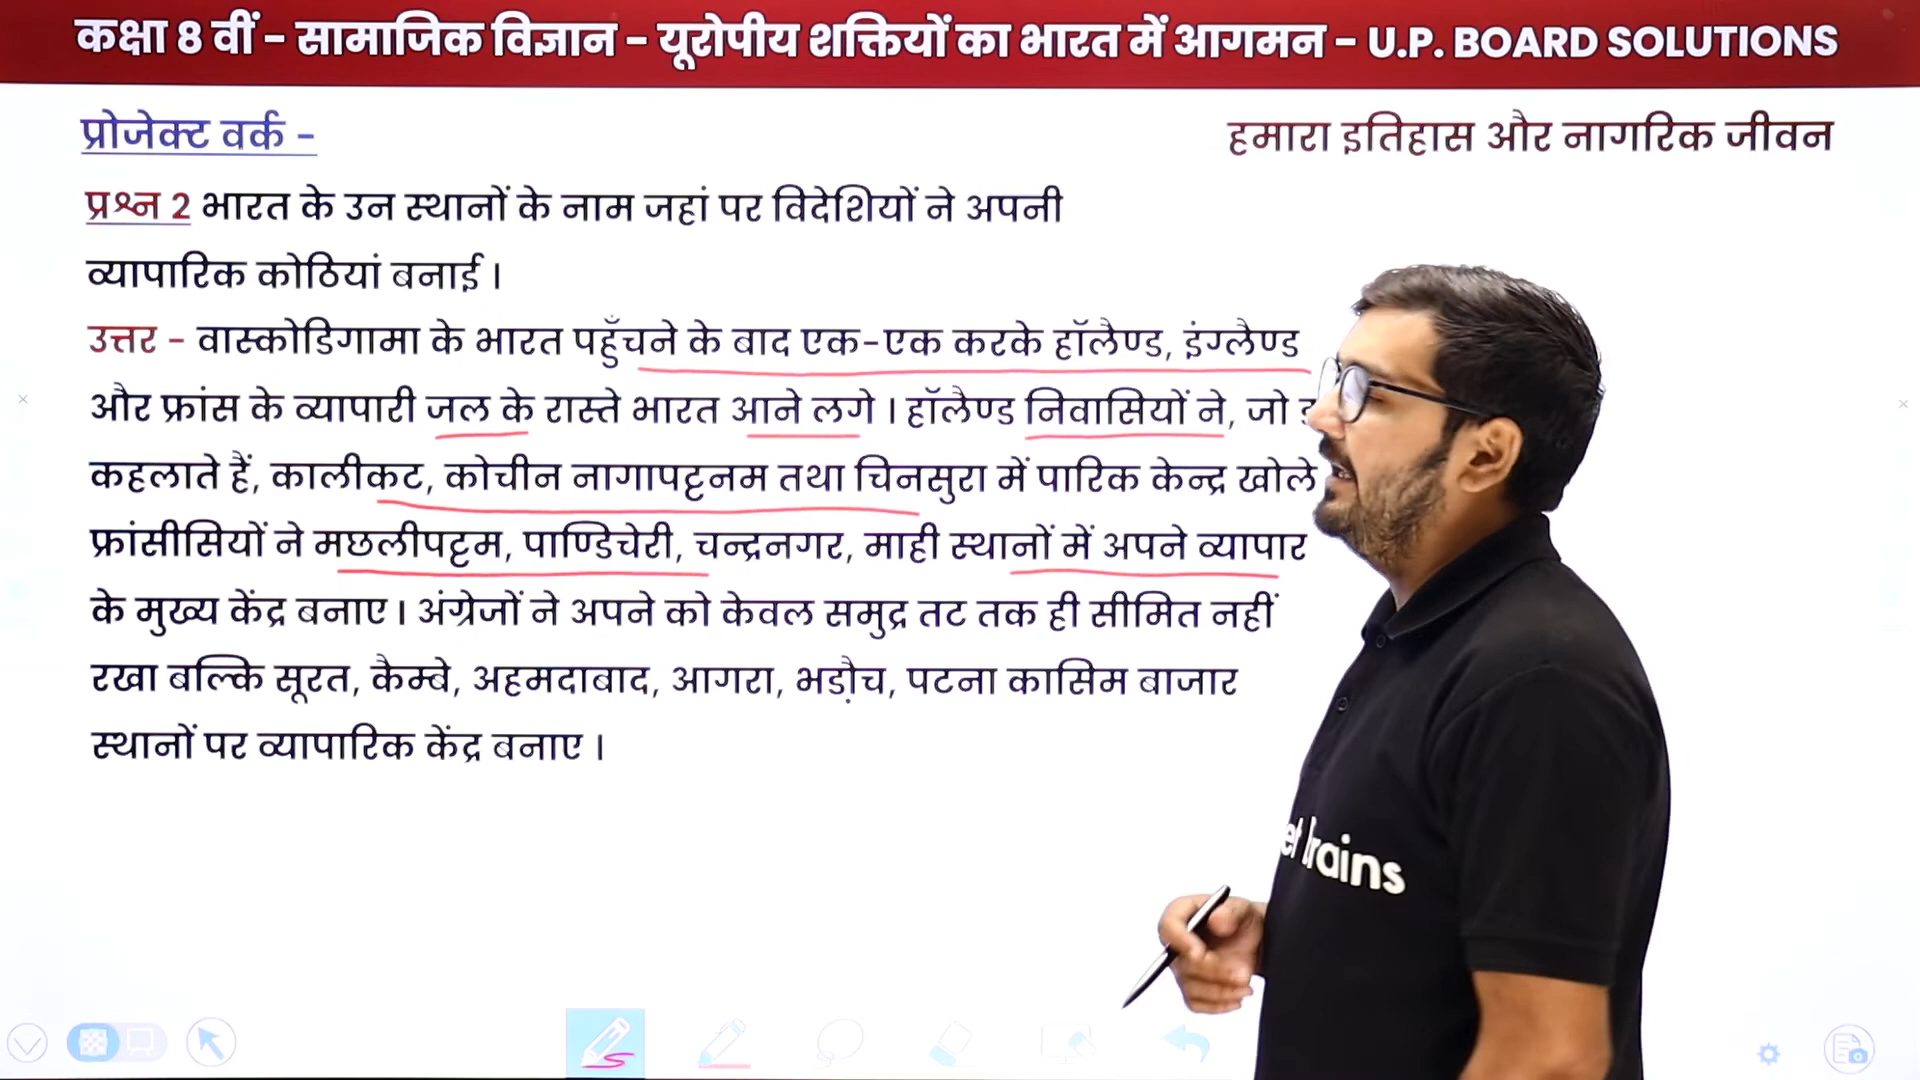 कक्षा 8 वीं - सामाजिक विज्ञान - यूरोपीय शक्तियों का भारत में आगमन - U.P. BOARD SOLUTIONS
प्रोजेक्ट वर्क -
हमारा इतिहास और नागरिक जीवन
प्रश्न 2 भारत के उन स्थानों के नाम जहां पर विदेशियों ने अपनी
व्यापारिक कोठियां बनाई ।
उत्तर - वास्कोडिगामा के भारत पहुँचने के बाद एक-एक करके हॉलैण्ड, इंग्लैण्ड
और फ्रांस के व्यापारी जल के रास्ते भारत आने लगे । हॉलैण्ड निवासियों ने, जो
कहलाते हैं, कालीकट, कोचीन नागापट्टनम तथा चिनसुरा में पारिक केन्द्र खोले
फ्रांसीसियों ने मछलीपट्टम, पाण्डिचेरी, चन्द्रनगर, माही स्थानों में अपने व्यापार
के मुख्य केंद्र बनाए । अंग्रेजों ने अपने को केवल समुद्र तट तक ही सीमित नहीं
रखा बल्कि सूरत, कैम्बे, अहमदाबाद, आगरा, भड़ौच, पटना कासिम बाजार
स्थानों पर व्यापारिक केंद्र बनाए ।